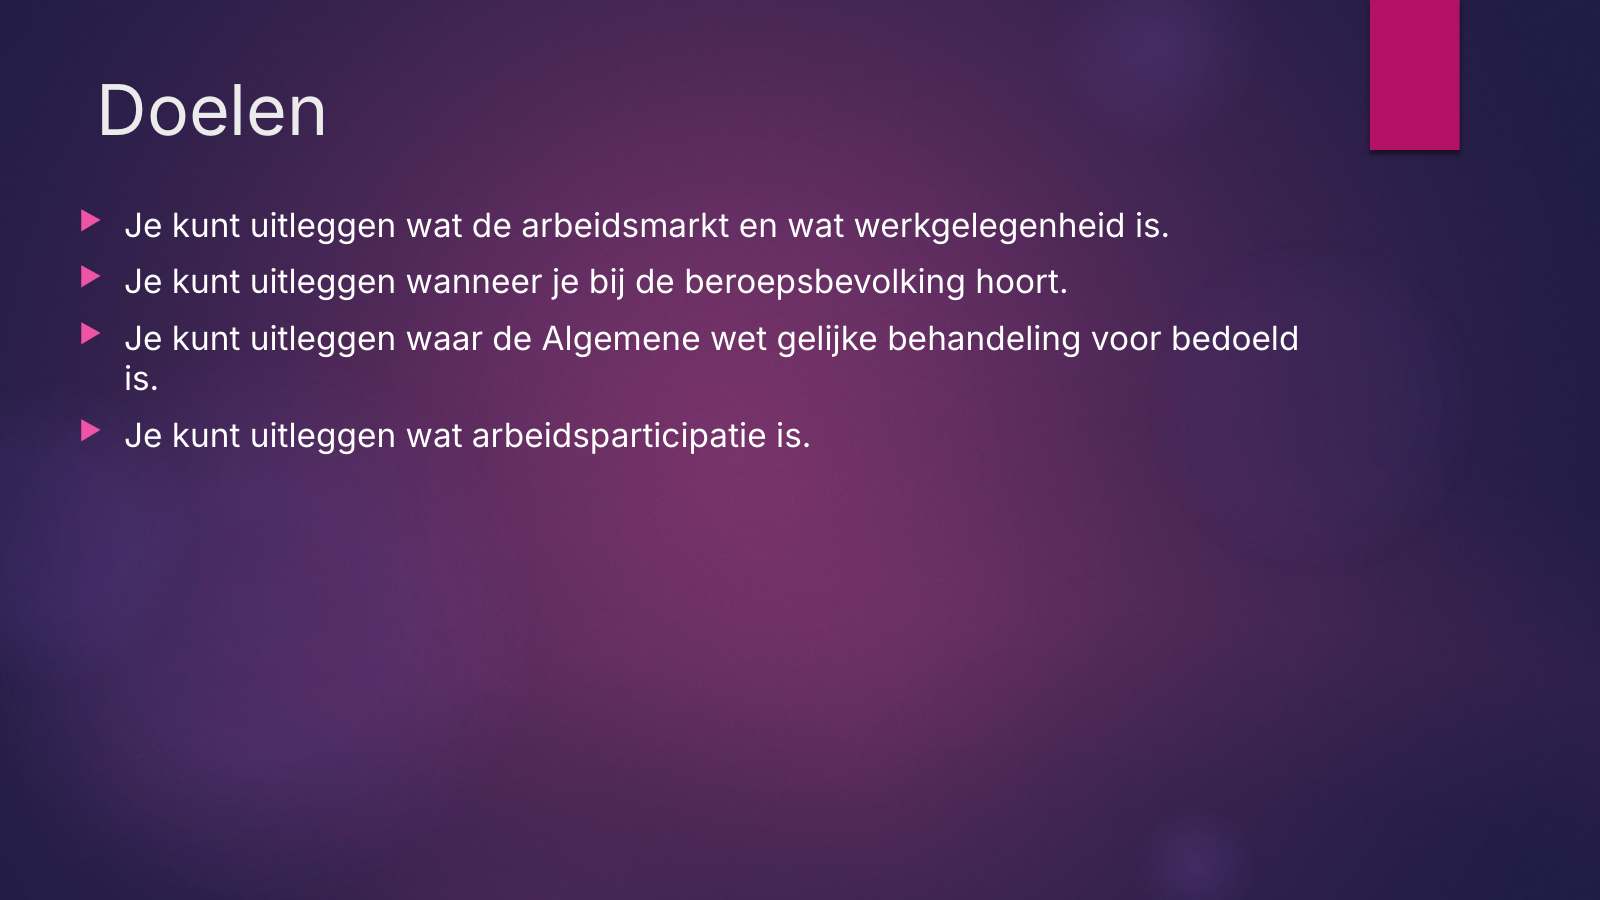 Doelen
Je kunt uitleggen wat de arbeidsmarkt en wat werkgelegenheid is.
Je kunt uitleggen wanneer je bij de beroepsbevolking hoort.
Je kunt uitleggen waar de Algemene wet gelijke behandeling voor bedoeld
is.
Je kunt uitleggen wat arbeidsparticipatie is.